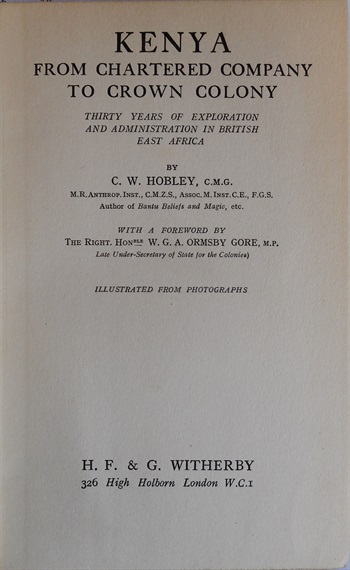 KENYA
FROM CHARTERED COMPANY
TO CROWN COLONY
THIRTY YEARS OF EXPLORATION
AND ADMINISTRATION IN BRITISH
EAST AFRICA
BY
C. W. HOBLEY, C.M.G.
M.R.ANTHROP. INST., C.M.Z.S., ASSOC. M. INST. C.E., F.G.S.
Author of Bantu Beliefs and Magic, etc.
WITH A FOREWORD BY
THE RIGHT. HONBLE W. G. A. ORMSBY GORE, M.P.
Late Under-Secretary of State for the Colonies)
ILLUSTRATED FROM PHOTOGRAPHS
H. F. & G. WITHERBY
326 High Holborn London W.C.1